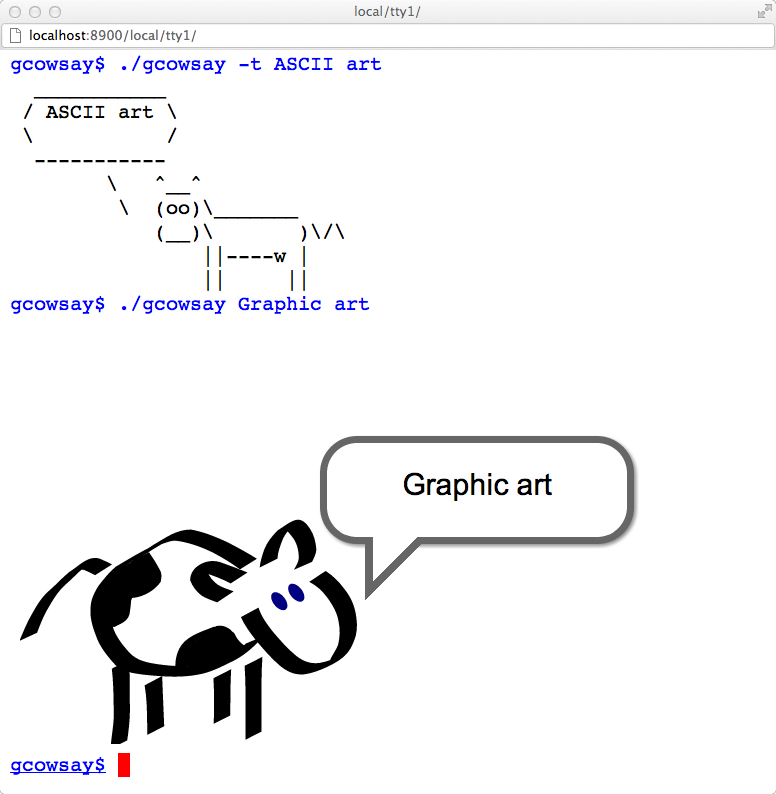 local/tty1/
localhost:8900/local/tty1/
gcowsay$ ./gcowsay -t ASCII art
  ___________
 / ASCII art \
 \           /
  -----------
        \   ^__^
         \  (oo)\_______
            (__)\       )\/\
                ||----w |
                ||     ||
gcowsay$ ./gcowsay Graphic art
Graphic art
gcowsay$